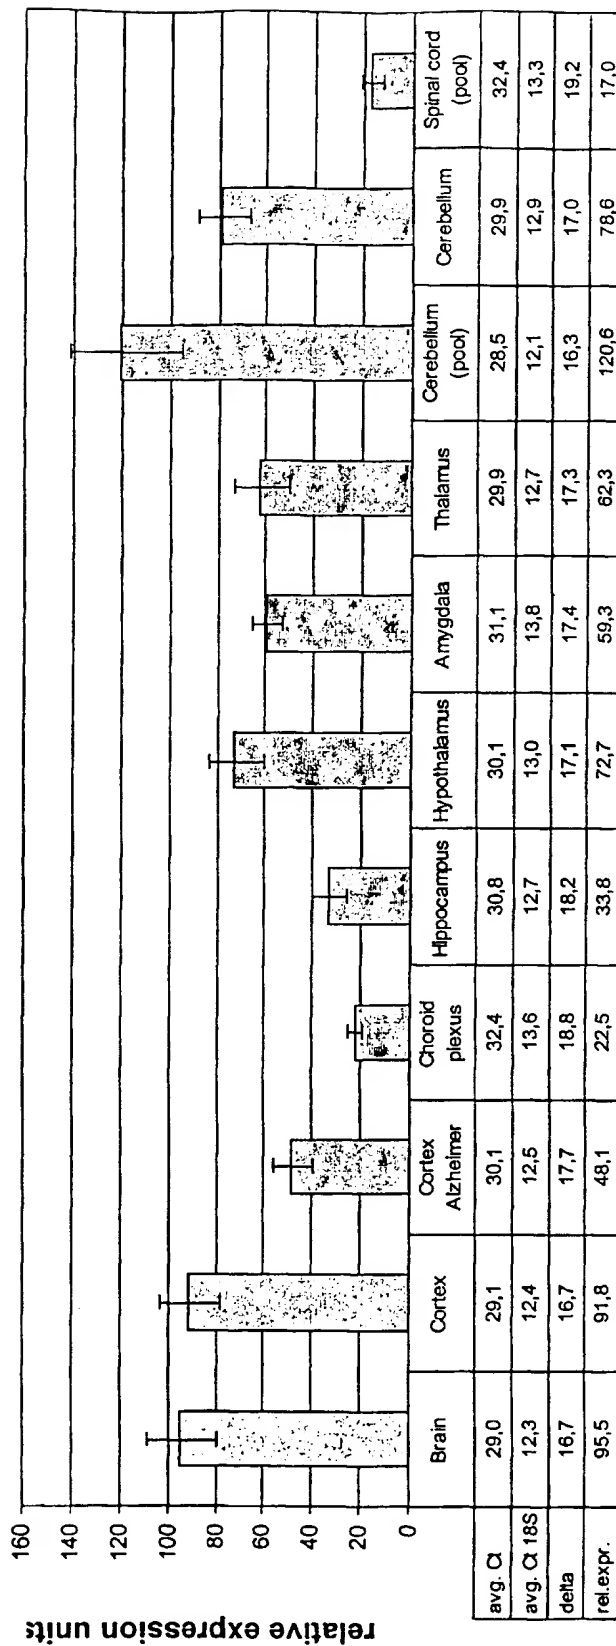 relative expression units
160
140
120
100
80
60
40
20
0
Brain Cortex Cortex Alzheimer Choroid plexus Hippocampus Hypothalamus Amygdala Thalamus Cerebellum (pool) Cerebellum Spinal cord (pool)
avg. Ct 29,0 29,1 30,1 32,4 30,8 30,1 31,1 29,9 28,5 29,9 32,4
avg. Ct 18S 12,3 12,4 12,5 13,6 12,7 13,0 13,8 12,7 12,1 12,9 13,3
delta 16,7 16,7 17,7 18,8 18,2 17,1 17,4 17,3 16,3 17,0 19,2
rel.expr. 95,5 91,8 48,1 22,5 33,8 72,7 59,3 62,3 120,6 78,6 17,0